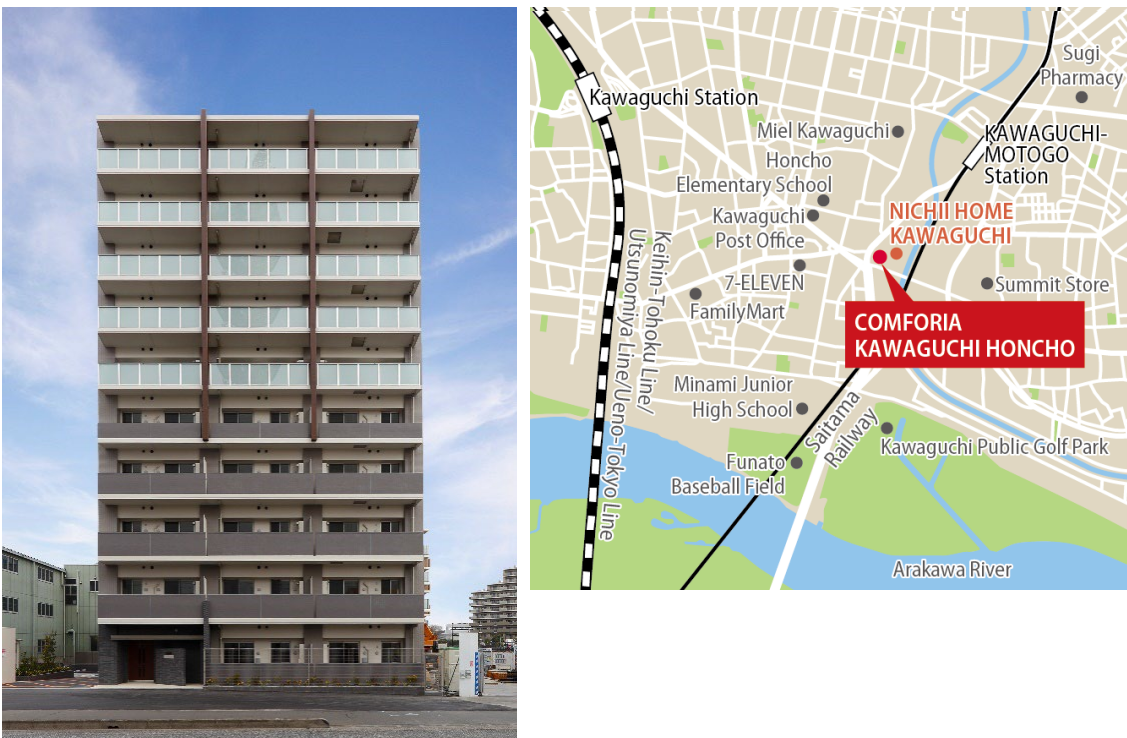 Kawaguchi Station
Sugi
Pharmacy
Miel Kawaguchi
KAWAGUCHI-
MOTOGO
Station
Honcho
Elementary School
Kawaguchi
Post Office
NICHII HOME
KAWAGUCHI
7-ELEVEN
FamilyMart
Summit Store
Keihin-Tohoku Line/
Utsunomiya Line/Ueno-Tokyo Line
COMFORIA
KAWAGUCHI HONCHO
Minami Junior
High School
Saitama
Railway
Kawaguchi Public Golf Park
Funato
Baseball Field
Arakawa River